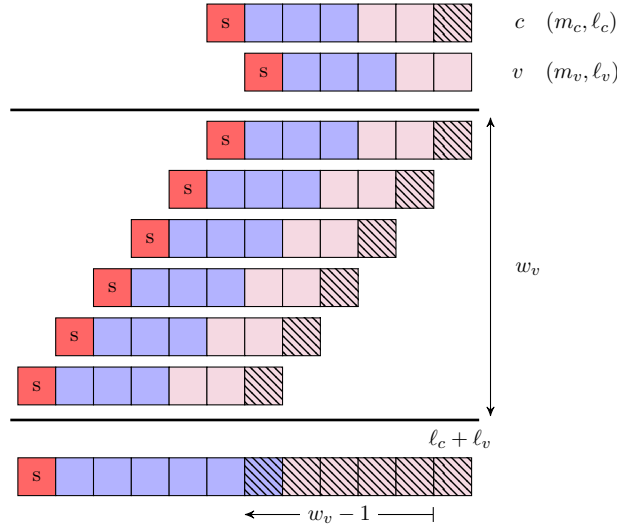 s c (m_c, ℓ_c)
s v (m_v, ℓ_v)
s
s
s
s w_v
s
s
ℓ_c + ℓ_v
s
w_v − 1